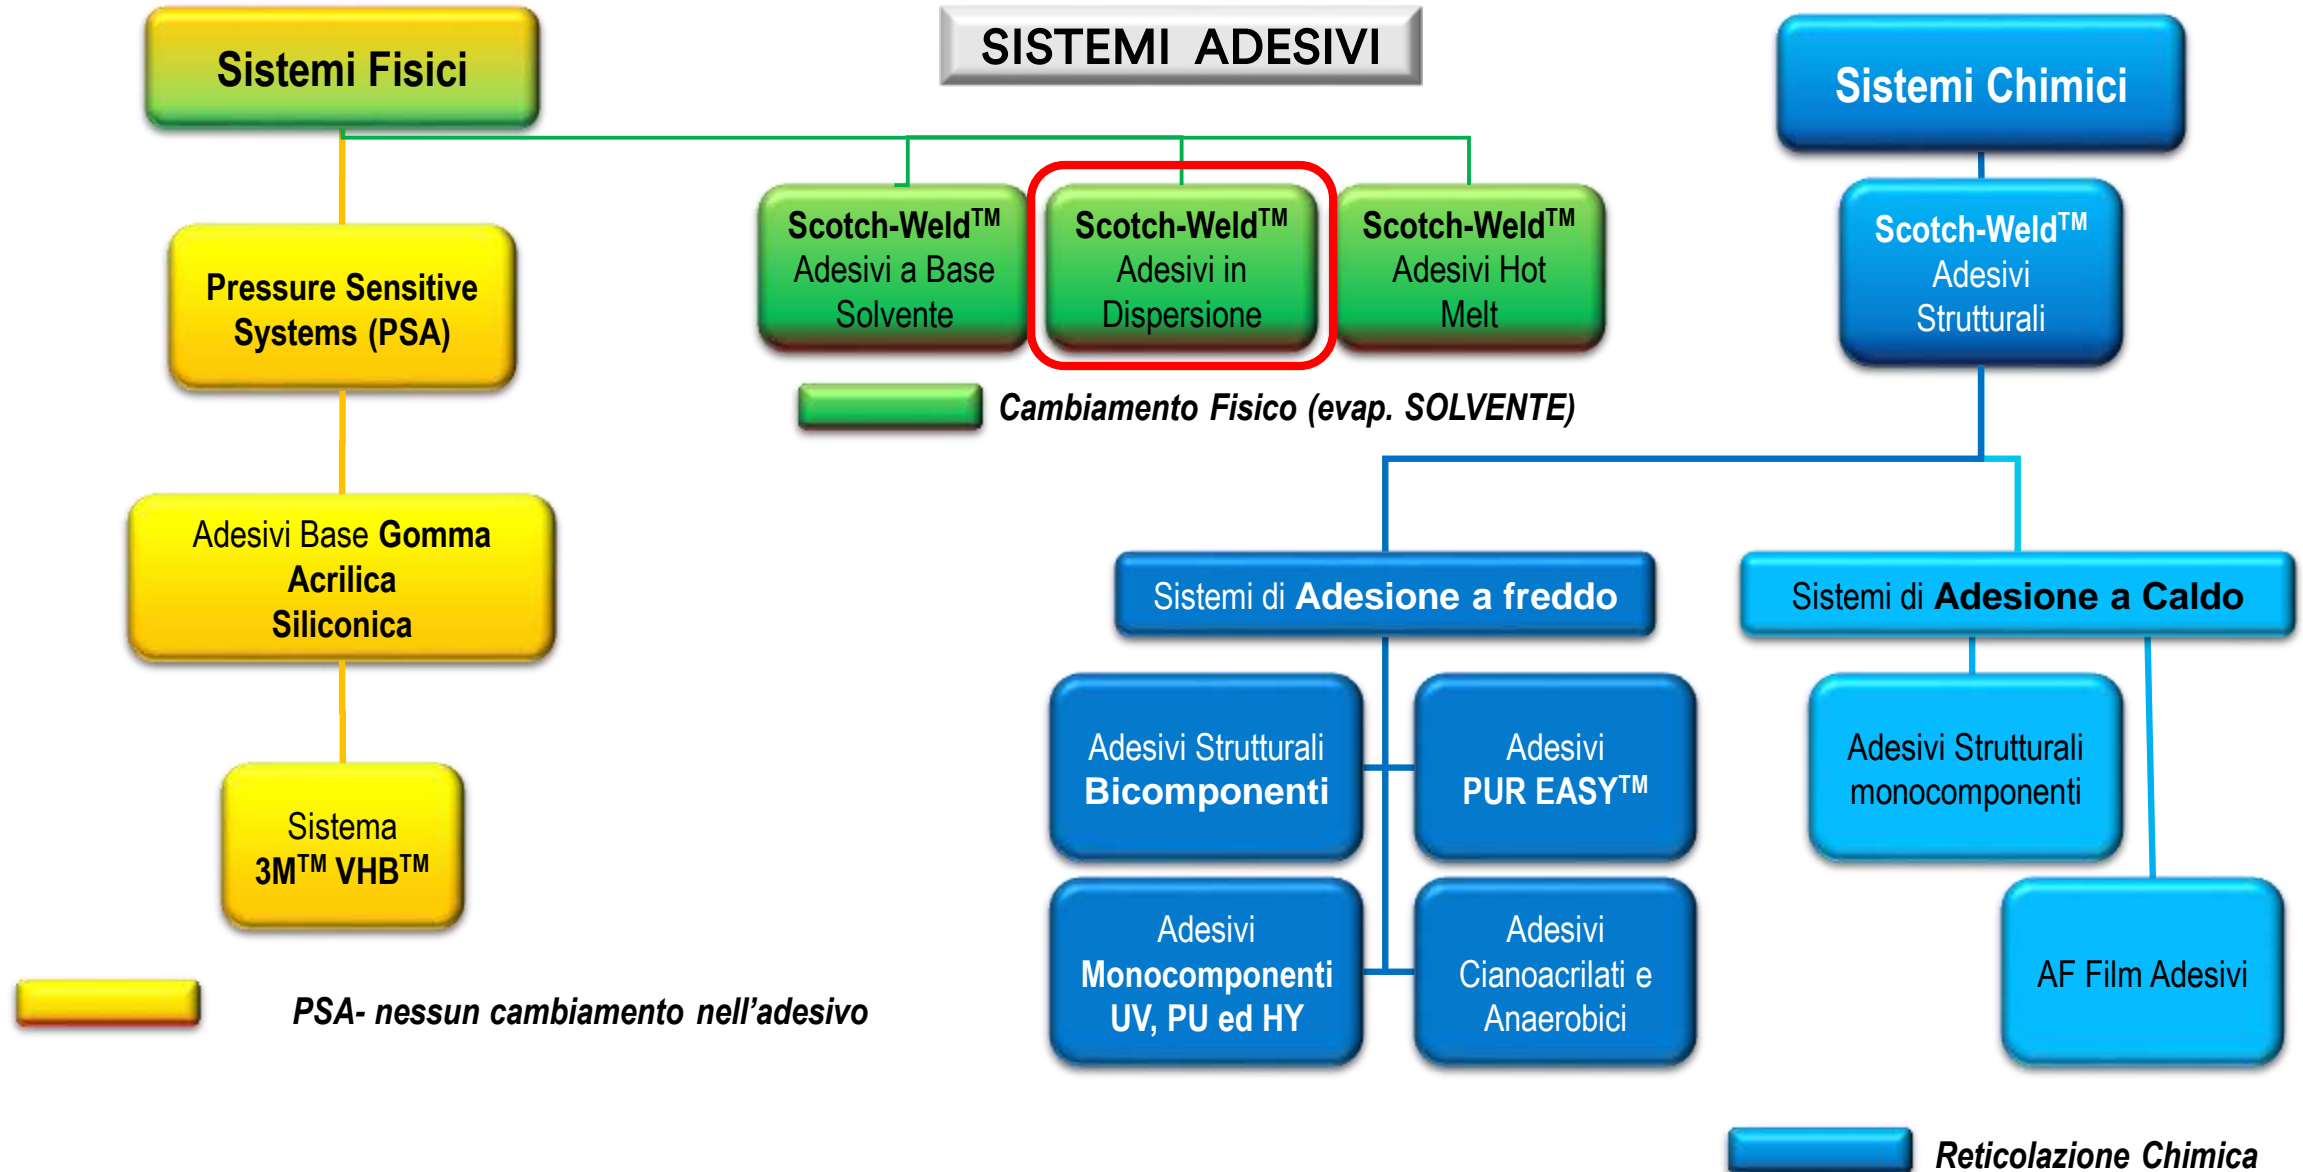 SISTEMI ADESIVI
Sistemi Fisici
Sistemi Chimici
Scotch-Weld™
Adesivi a Base
Solvente
Scotch-Weld™
Adesivi in
Dispersione
Scotch-Weld™
Adesivi Hot
Melt
Scotch-Weld™
Adesivi
Strutturali
Pressure Sensitive
Systems (PSA)
Cambiamento Fisico (evap. SOLVENTE)
Adesivi Base Gomma
Acrilica
Siliconica
Sistemi di Adesione a freddo
Sistemi di Adesione a Caldo
Adesivi Strutturali
Bicomponenti
Adesivi
PUR EASY™
Adesivi Strutturali
monocomponenti
Sistema
3M™ VHB™
Adesivi
Monocomponenti
UV, PU ed HY
Adesivi
Cianoacrilati e
Anaerobici
AF Film Adesivi
PSA- nessun cambiamento nell'adesivo
Reticolazione Chimica